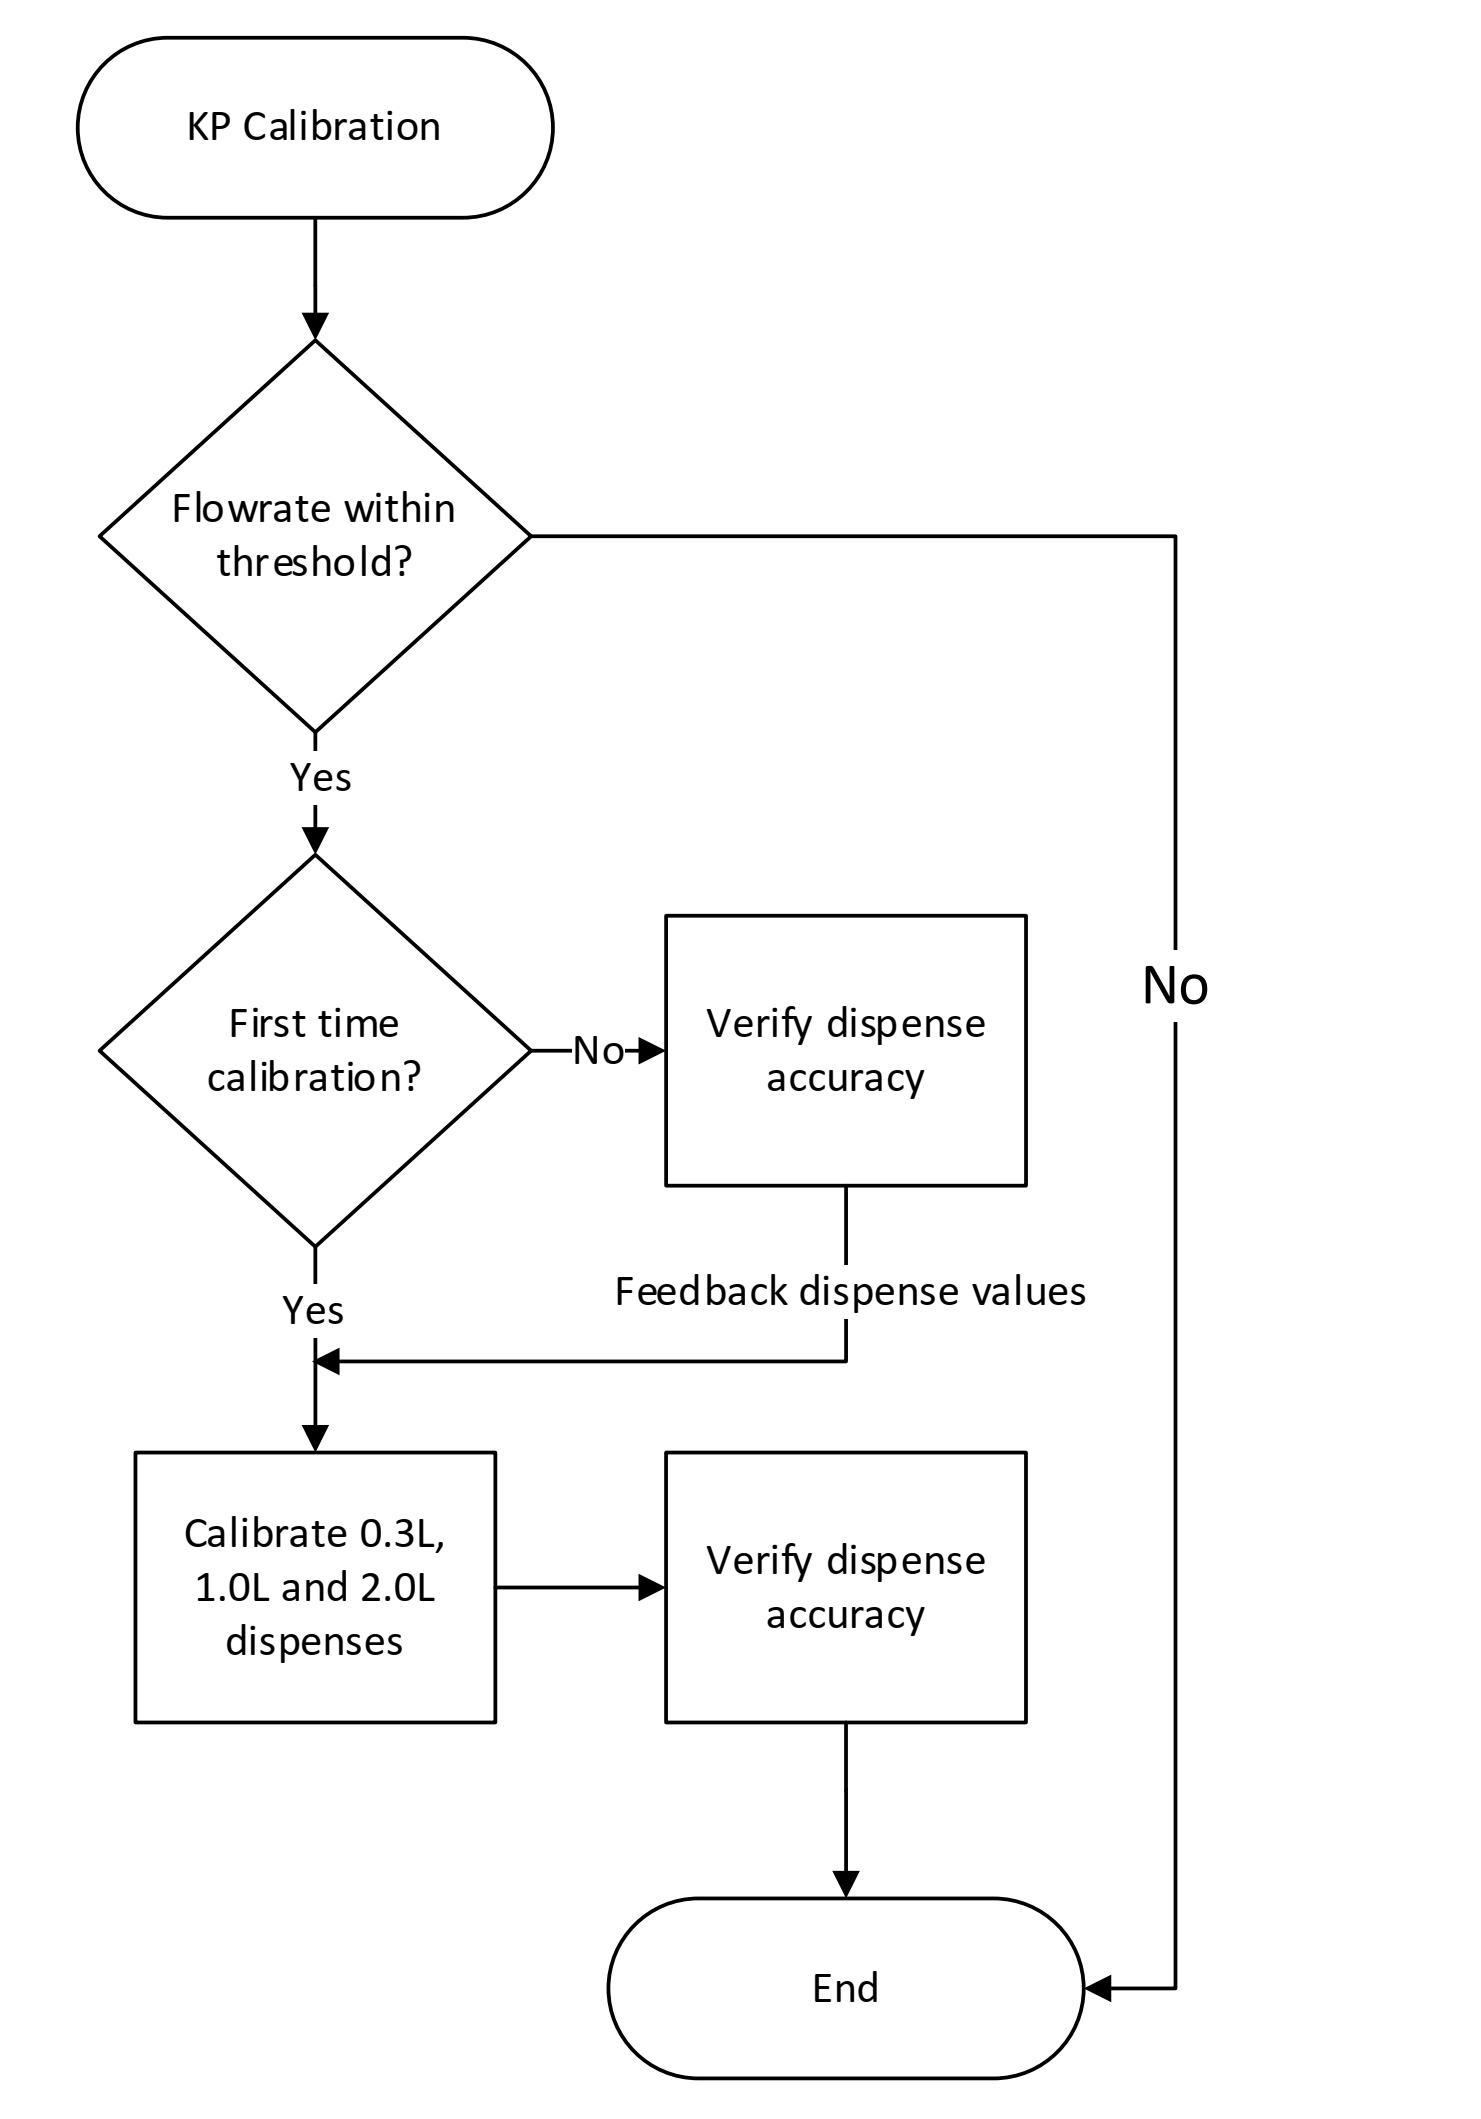 KP Calibration
Flowrate within
threshold?
Yes
No
First time
calibration?
No
Verify dispense
accuracy
Yes
Feedback dispense values
Calibrate 0.3L,
1.0L and 2.0L
dispenses
Verify dispense
accuracy
End